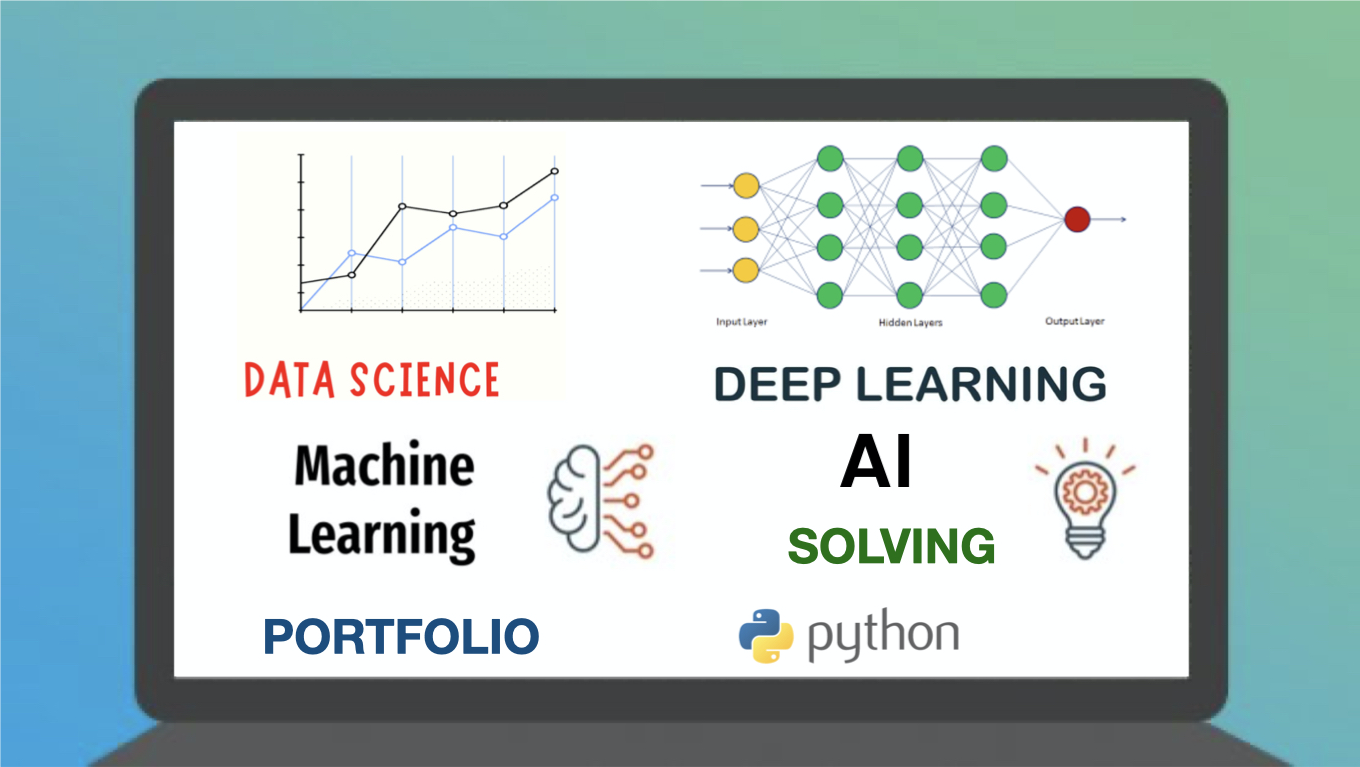 Input Layer
Hidden Layers
Output Layer
DATA SCIENCE
DEEP LEARNING
Machine
Learning
AI
SOLVING
PORTFOLIO
python